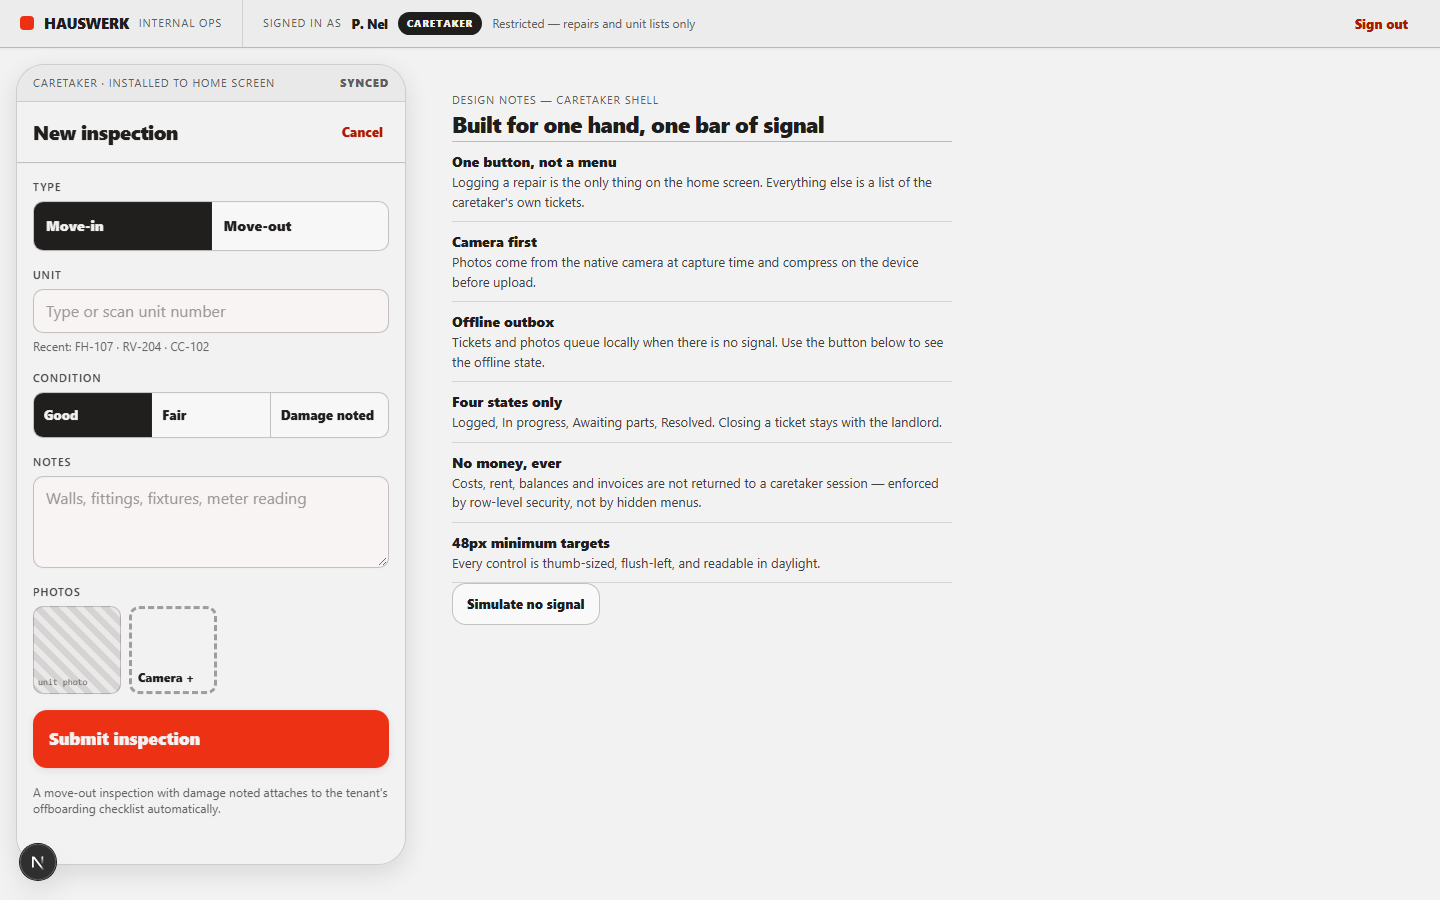 HAUSWERK INTERNAL OPS SIGNED IN AS P. Nel CARETAKER Restricted — repairs and unit lists only Sign out
CARETAKER · INSTALLED TO HOME SCREEN SYNCED
New inspection Cancel
TYPE
Move-in Move-out
UNIT
Type or scan unit number
Recent: FH-107 · RV-204 · CC-102
CONDITION
Good Fair Damage noted
NOTES
Walls, fittings, fixtures, meter reading
PHOTOS
unit photo Camera +
Submit inspection
A move-out inspection with damage noted attaches to the tenant's
offboarding checklist automatically.
N
DESIGN NOTES — CARETAKER SHELL
Built for one hand, one bar of signal
One button, not a menu
Logging a repair is the only thing on the home screen. Everything else is a list of the
caretaker's own tickets.
Camera first
Photos come from the native camera at capture time and compress on the device
before upload.
Offline outbox
Tickets and photos queue locally when there is no signal. Use the button below to see
the offline state.
Four states only
Logged, In progress, Awaiting parts, Resolved. Closing a ticket stays with the landlord.
No money, ever
Costs, rent, balances and invoices are not returned to a caretaker session — enforced
by row-level security, not by hidden menus.
48px minimum targets
Every control is thumb-sized, flush-left, and readable in daylight.
Simulate no signal